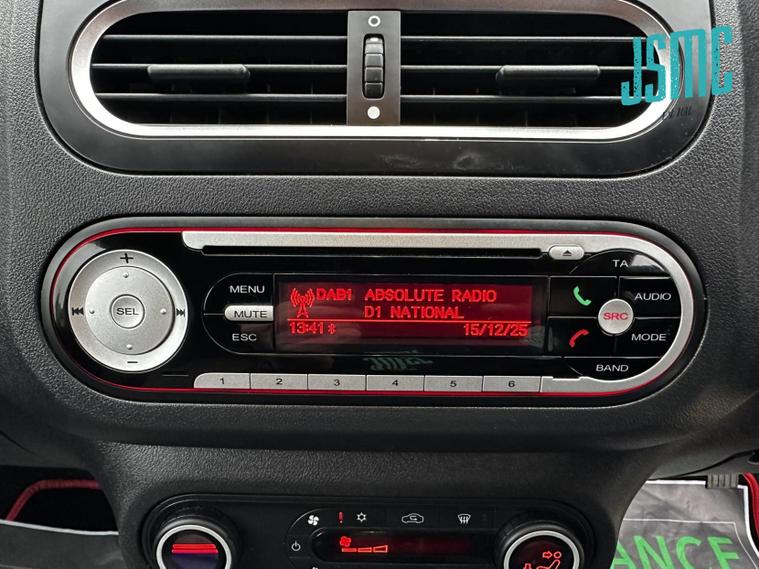 JSMC
MENU
TA
MUTE
SEL
ESC
DAB1 ABSOLUTE RADIO
D1 NATIONAL
13:41
15/12/25
AUDIO
SRC
MODE
BAND
1 2 3 4 5 6
ANCE